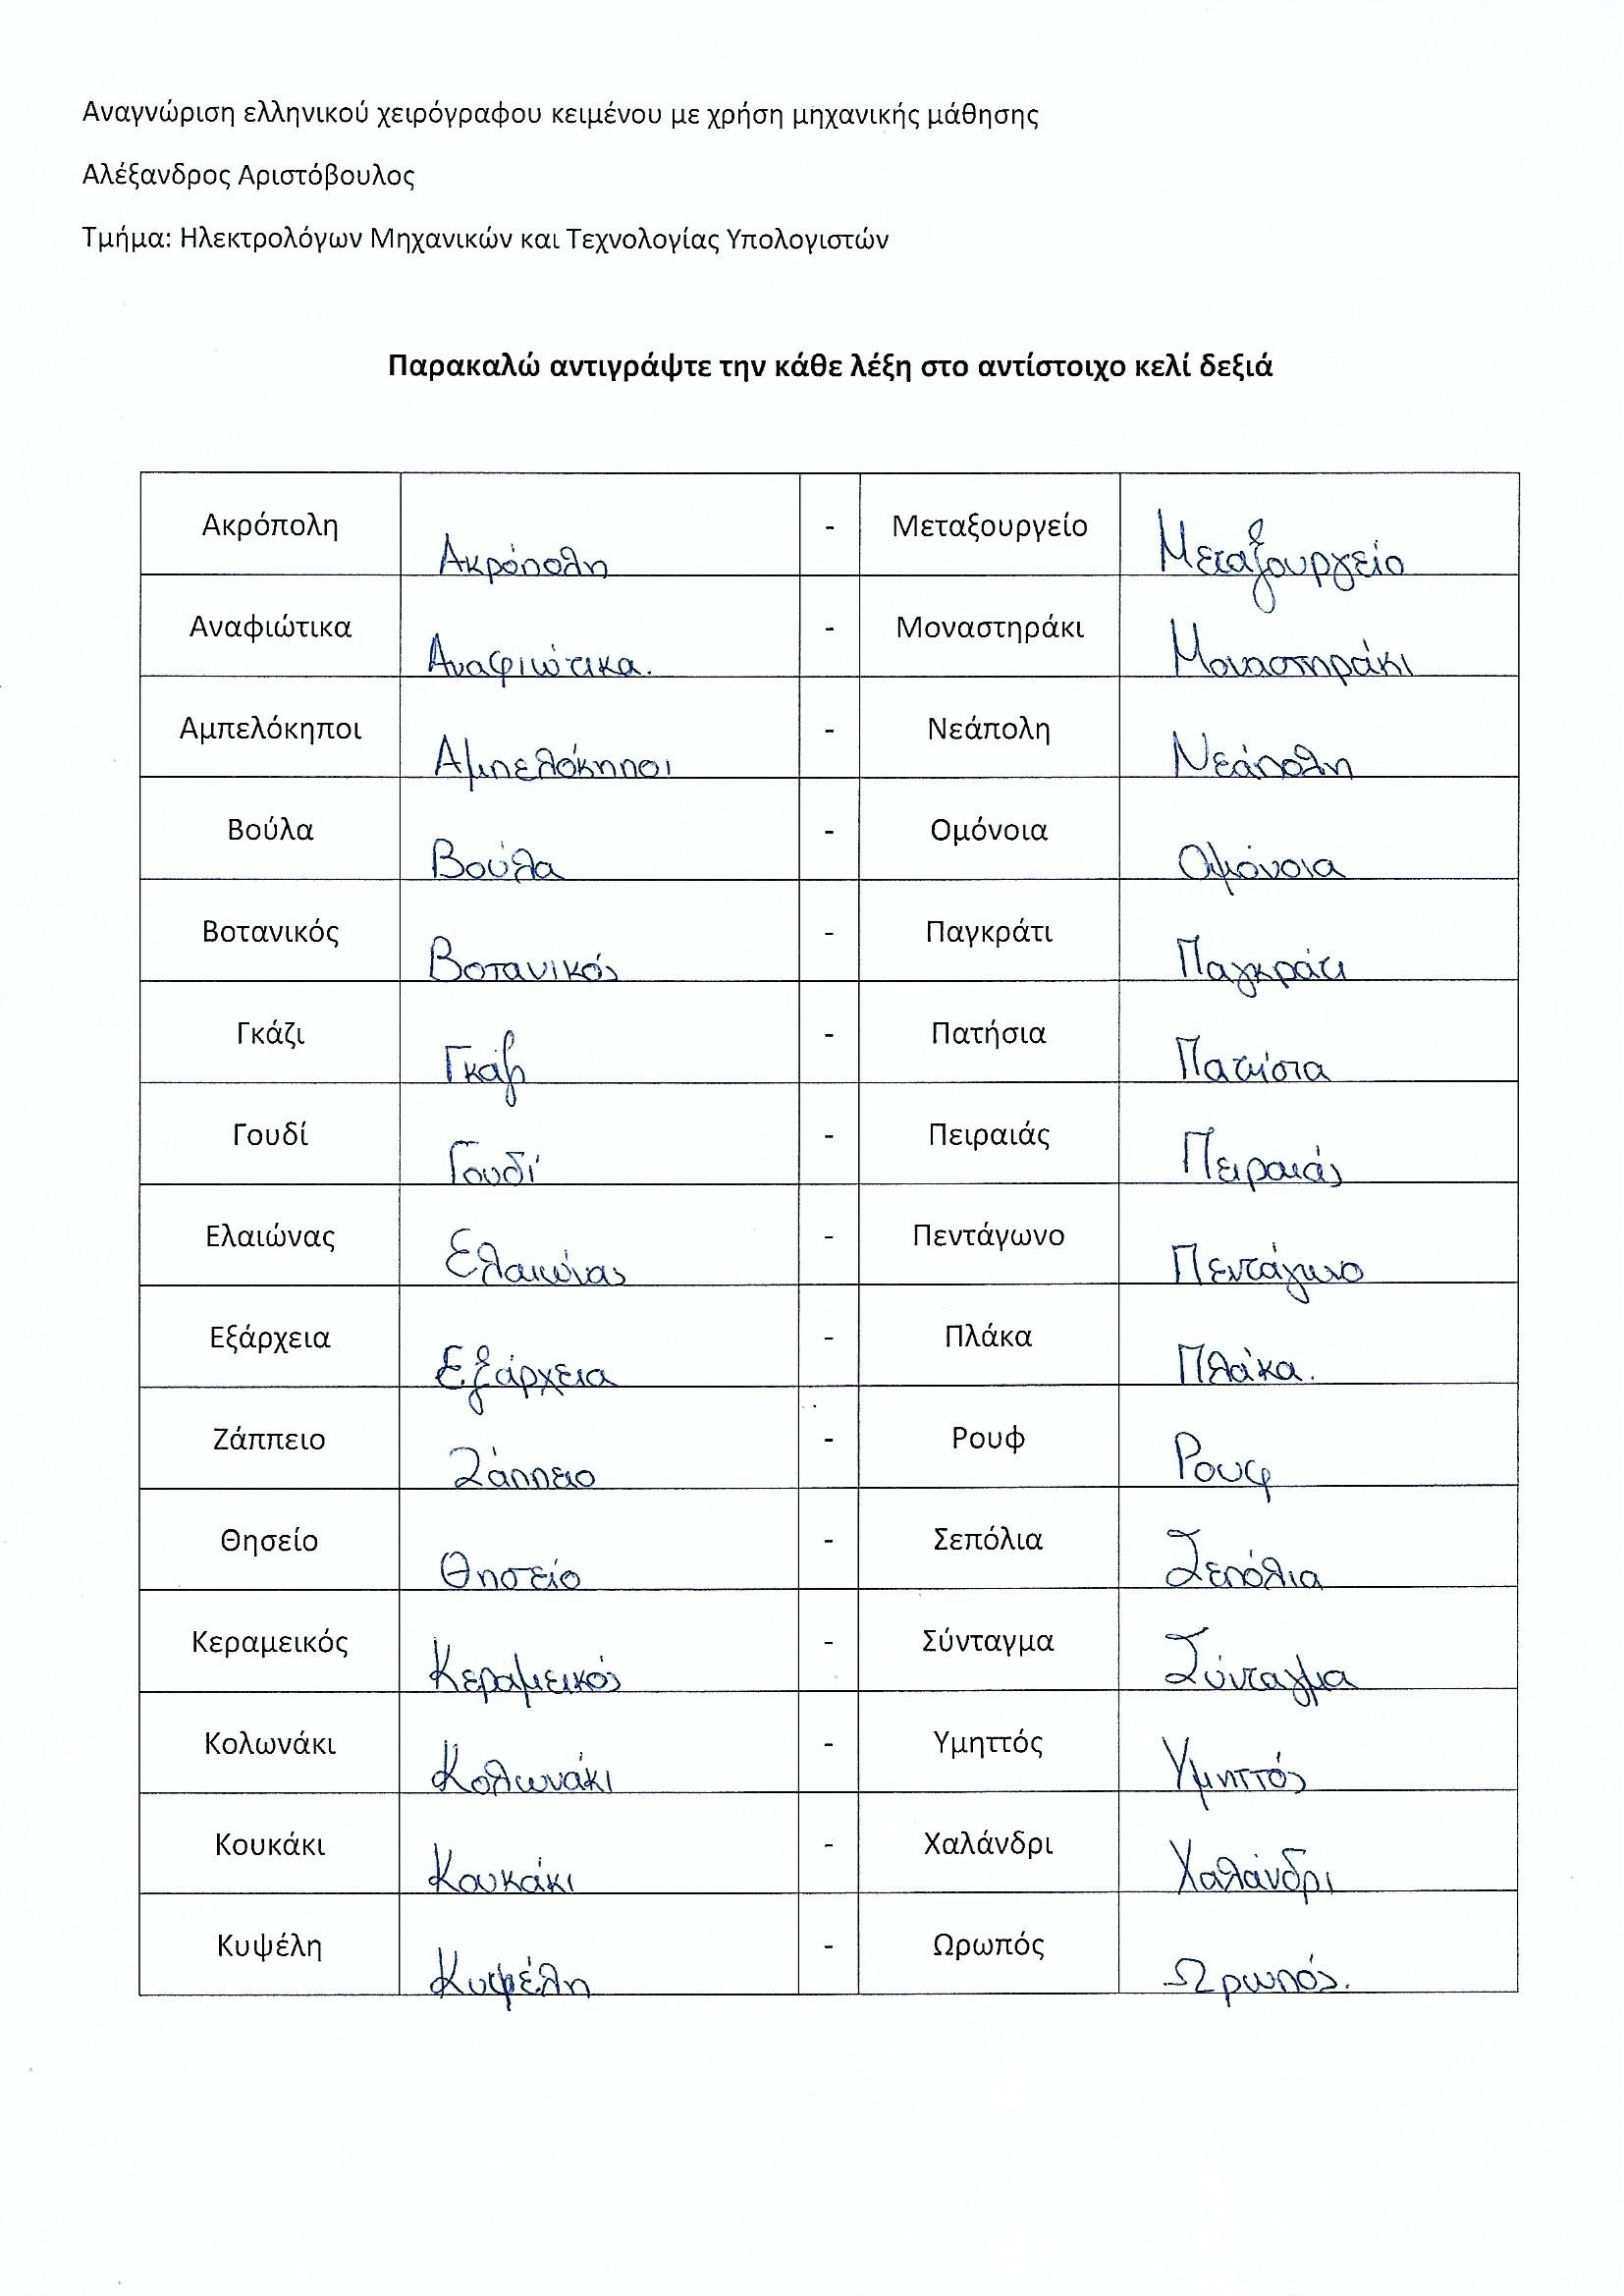 Αναγνώριση ελληνικού χειρόγραφου κειμένου με χρήση μηχανικής μάθησης
Αλέξανδρος Αριστόβουλος
Τμήμα: Ηλεκτρολόγων Μηχανικών και Τεχνολογίας Υπολογιστών
Παρακαλώ αντιγράψτε την κάθε λέξη στο αντίστοιχο κελί δεξιά
Ακρόπολη Ακρόπολη - Μεταξουργείο Μεταξουργείο
Αναφιώτικα Αναφιώτικα. - Μοναστηράκι Μοναστηράκι
Αμπελόκηποι Αμπελόκηποι - Νεάπολη Νεάπολη
Βούλα Βούλα - Ομόνοια Ομόνοια
Βοτανικός Βοτανικός - Παγκράτι Παγκράτι
Γκάζι Γκάζι - Πατήσια Πατήσια
Γουδί Γουδί - Πειραιάς Πειραιάς
Ελαιώνας Ελαιώνας - Πεντάγωνο Πεντάγωνο
Εξάρχεια Εξάρχεια - Πλάκα Πλάκα.
Ζάππειο Ζάππειο - Ρουφ Ρουφ
Θησείο Θησείο - Σεπόλια Σεπόλια
Κεραμεικός Κεραμεικός - Σύνταγμα Σύνταγμα
Κολωνάκι Κολωνάκι - Υμηττός Υμηττός
Κουκάκι Κουκάκι - Χαλάνδρι Χαλάνδρι
Κυψέλη Κυψέλη - Ωρωπός Ωρωπός.